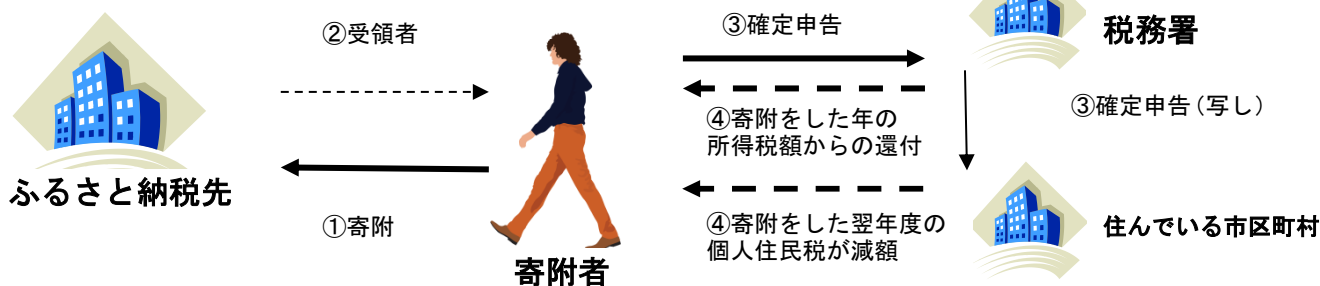 ②受領者
③確定申告
税務署
③確定申告（写し）
④寄附をした年の
所得税額からの還付
ふるさと納税先
①寄附
④寄附をした翌年度の
個人住民税が減額
住んでいる市区町村
寄附者